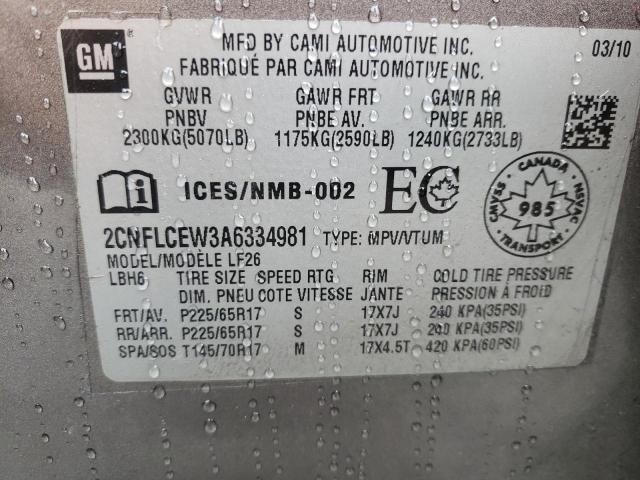 GM
MFD BY CAMI AUTOMOTIVE INC.
03/10
FABRIQUÉ PAR CAMI AUTOMOTIVE INC.
GVWR GAWR FRT GAWR RR
PNBV PNBE AV. PNBE ARR.
2300KG(5070LB) 1175KG(2590LB) 1240KG(2733LB)
i ICES/NMB-002 EC
CANADA
CMVSS 985 NSVAC
TRANSPORT
2CNFLCEW3A6334981 TYPE: MPV/VTUM
MODEL/MODÈLE LF26
LBH6 TIRE SIZE SPEED RTG RIM COLD TIRE PRESSURE
DIM. PNEU COTE VITESSE JANTE PRESSION À FROID
FRT/AV. P225/65R17 S 17X7J 240 KPA(35PSI)
RR/ARR. P225/65R17 S 17X7J 240 KPA(35PSI)
SPA/SOS T145/70R17 M 17X4.5T 420 KPA(60PSI)